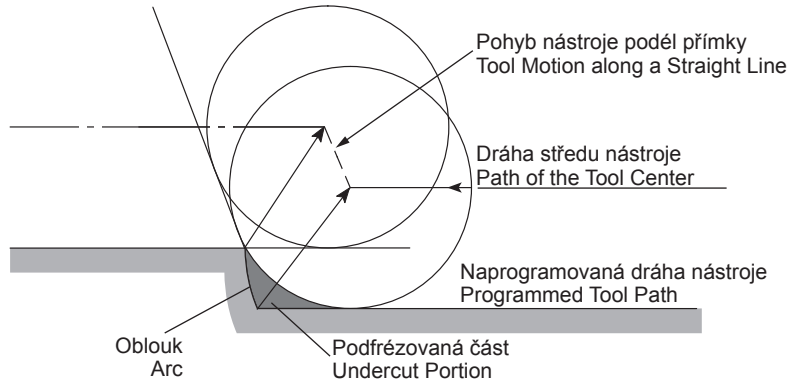 Pohyb nástroje podél přímky
Tool Motion along a Straight Line
Dráha středu nástroje
Path of the Tool Center
Naprogramovaná dráha nástroje
Programmed Tool Path
Oblouk
Arc
Podfrézovaná část
Undercut Portion